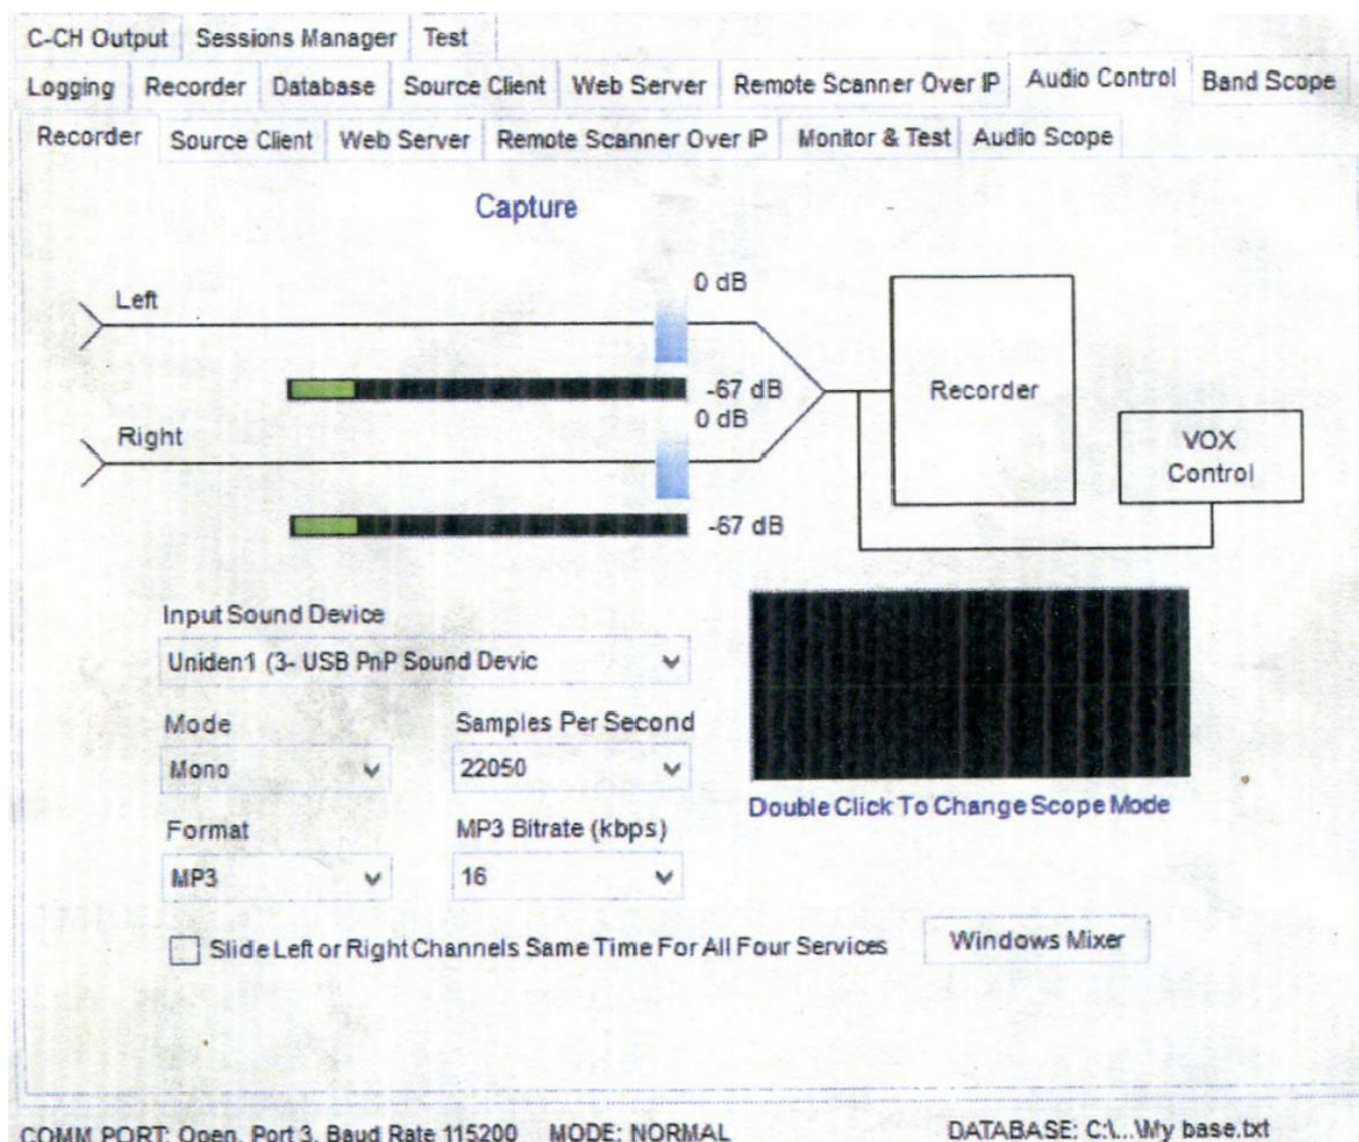 C-CH Output Sessions Manager Test
Logging Recorder Database Source Client Web Server Remote Scanner Over IP Audio Control Band Scope
Recorder Source Client Web Server Remote Scanner Over IP Monitor & Test Audio Scope
Capture
0 dB
Left
-67 dB
Recorder
0 dB
Right
VOX
Control
-67 dB
Input Sound Device
Uniden1 (3- USB PnP Sound Devic
Mode Samples Per Second
Mono 22050
Double Click To Change Scope Mode
Format MP3 Bitrate (kbps)
MP3 16
Slide Left or Right Channels Same Time For All Four Services Windows Mixer
COMM PORT: Open, Port 3, Baud Rate 115200 MODE: NORMAL DATABASE: C:\...\My base.txt